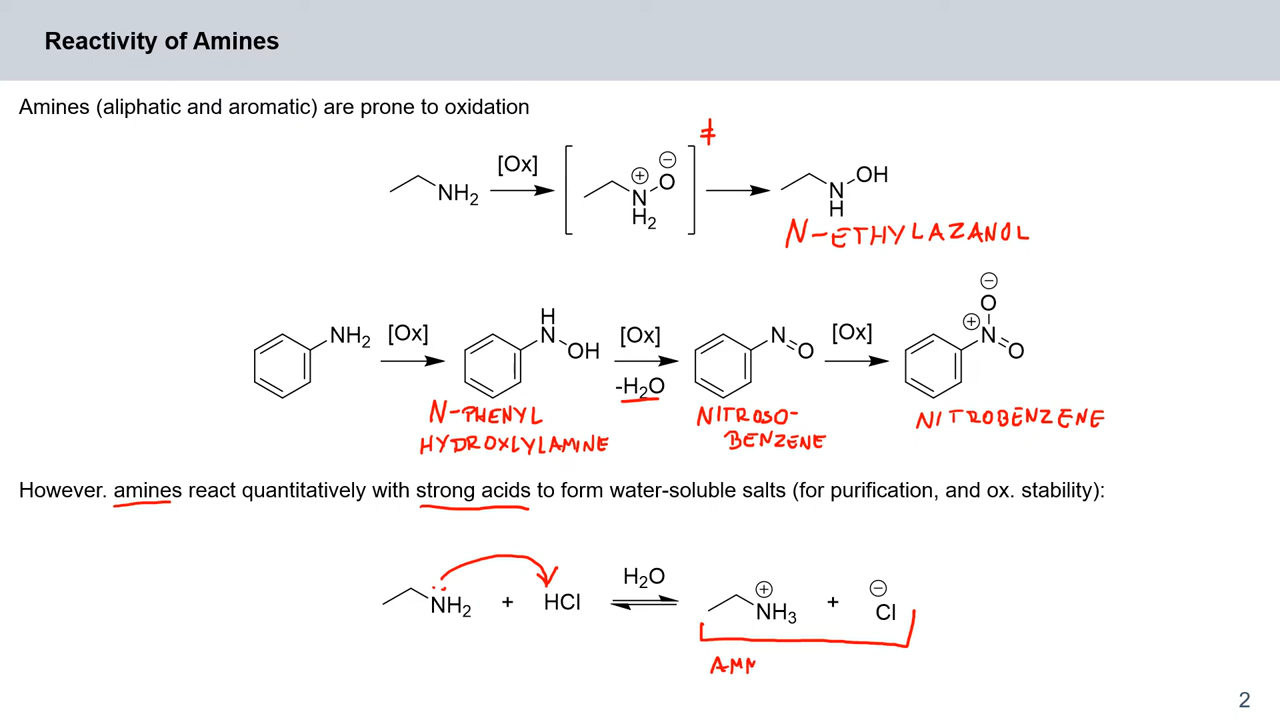 Reactivity of Amines
Amines (aliphatic and aromatic) are prone to oxidation
NH2 [Ox] [ ⊕ N H2 O ⊖ ] ‡ N H OH
N-ETHYLAZANOL
NH2 [Ox] H N OH [Ox] -H2O N O [Ox] ⊕ N O ⊖ O
N-PHENYL
HYDROXLYLAMINE
NITROSO-
BENZENE
NITROBENZENE
However. amines react quantitatively with strong acids to form water-soluble salts (for purification, and ox. stability):
NH2 + HCl H2O ⊕ NH3 + ⊖ Cl
AMM
2